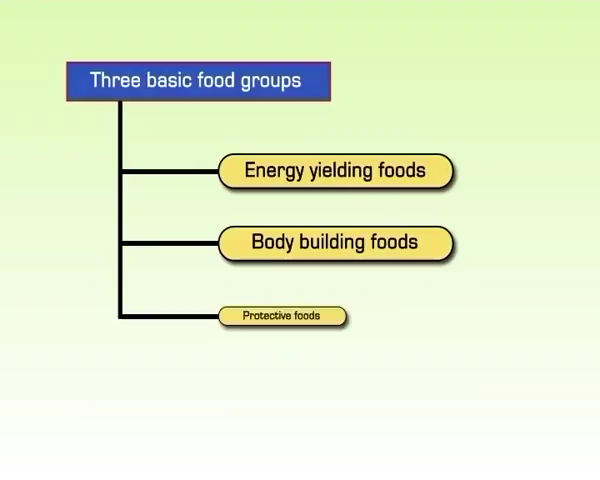 Three basic food groups
Energy yielding foods
Body building foods
Protective foods